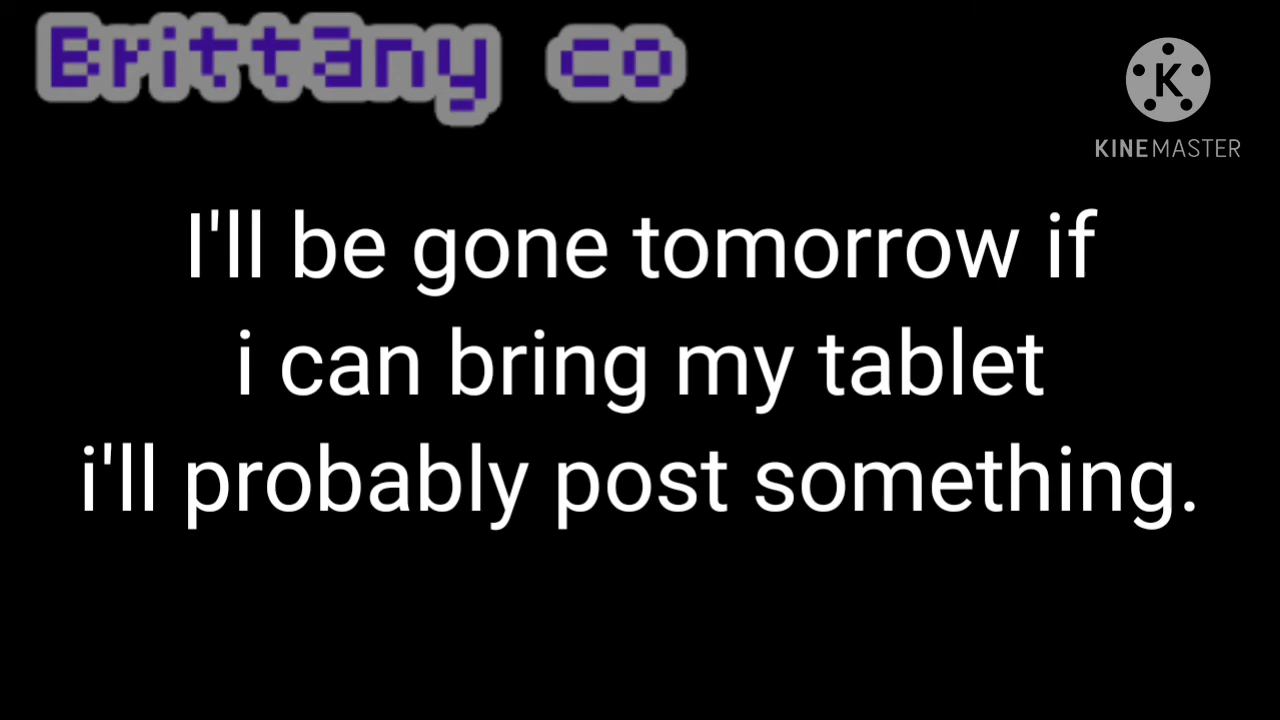 Brittany co
K
KINEMASTER
I'll be gone tomorrow if
i can bring my tablet
i'll probably post something.